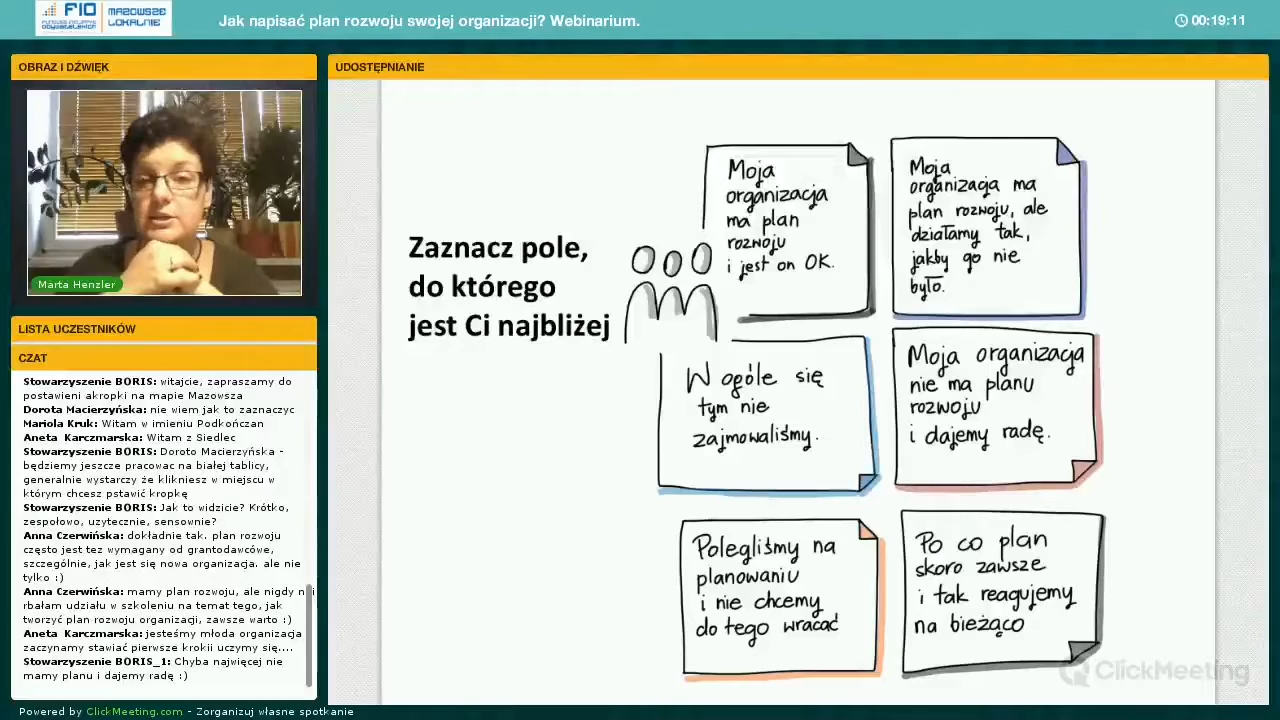 FIO
FUNDUSZ INICJATYW
OBYWATELSKICH
MAZOWSZE
LOKALNIE
Jak napisać plan rozwoju swojej organizacji? Webinarium.
00:19:11
OBRAZ I DŹWIĘK
Marta Henzler
LISTA UCZESTNIKÓW
CZAT
Stowarzyszenie BORIS: witajcie, zapraszamy do
postawieni akropki na mapie Mazowsza
Dorota Macierzyńska: nie wiem jak to zaznaczyc
Mariola Kruk: Witam w imieniu Podkończan
Aneta Karczmarska: Witam z Siedlec
Stowarzyszenie BORIS: Doroto Macierzyńska -
będziemy jeszcze pracowac na białej tablicy,
generalnie wystarczy że klikniesz w miejscu w
którym chcesz pstawić kropkę
Stowarzyszenie BORIS: Jak to widzicie? Krótko,
zespołowo, uzytecznie, sensownie?
Anna Czerwińska: dokładnie tak. plan rozwoju
często jest tez wymagany od grantodawcówe,
szczególnie, jak jest się nowa organizacja. ale nie
tylko :)
Anna Czerwińska: mamy plan rozwoju, ale nigdy
brałam udziału w szkoleniu na temat tego, jak
tworzyć plan rozwoju organizacji, zawsze warto :)
Aneta Karczmarska: jesteśmy młoda organizacja
zaczynamy stawiać pierwsze krokii uczymy się....
Stowarzyszenie BORIS_1: Chyba najwięcej nie
mamy planu i dajemy radę :)
UDOSTĘPNIANIE
Zaznacz pole,
do którego
jest Ci najbliżej
Moja
organizacja
ma plan
rozwoju
i jest on OK.
Moja
organizacja ma
plan rozwoju, ale
działamy tak,
jakby go nie
było.
W ogóle się
tym nie
zajmowaliśmy.
Moja organizacja
nie ma planu
rozwoju
i dajemy radę.
Polegliśmy na
planowaniu
i nie chcemy
do tego wracać
Po co plan
skoro zawsze
i tak reagujemy
na bieżąco
ClickMeeting
Powered by ClickMeeting.com - Zorganizuj własne spotkanie